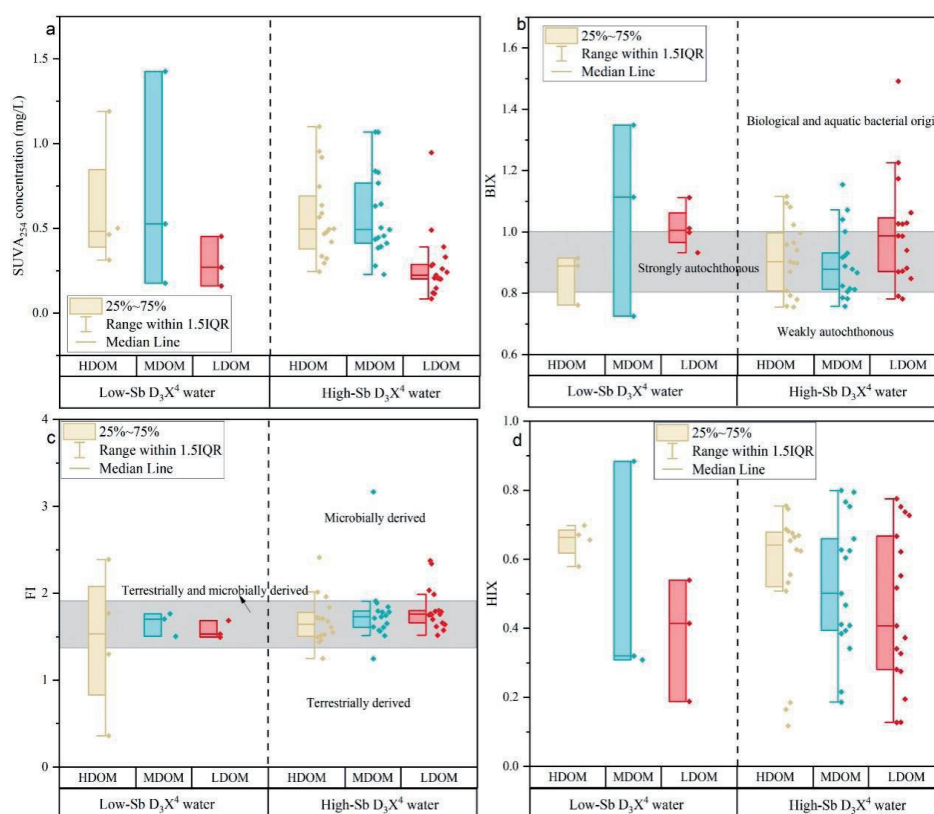 a
SUVA₂₅₄ concentration (mg/L)
1.5
1.0
0.5
0.0
25%~75%
Range within 1.5IQR
Median Line
HDOM MDOM LDOM HDOM MDOM LDOM
Low-Sb D₃X⁴ water High-Sb D₃X⁴ water
b
BIX
1.6
1.4
1.2
1.0
0.8
0.6
25%~75%
Range within 1.5IQR
Median Line
Biological and aquatic bacterial origi
Strongly autochthonous
Weakly autochthonous
HDOM MDOM LDOM HDOM MDOM LDOM
Low-Sb D₃X⁴ water High-Sb D₃X⁴ water
c
FI
4
3
2
1
0
25%~75%
Range within 1.5IQR
Median Line
Microbially derived
Terrestrially and microbially derived
Terrestrially derived
HDOM MDOM LDOM HDOM MDOM LDOM
Low-Sb D₃X⁴ water High-Sb D₃X⁴ water
d
HIX
1.0
0.8
0.6
0.4
0.2
0.0
25%~75%
Range within 1.5IQR
Median Line
HDOM MDOM LDOM HDOM MDOM LDOM
Low-Sb D₃X⁴ water High-Sb D₃X⁴ water